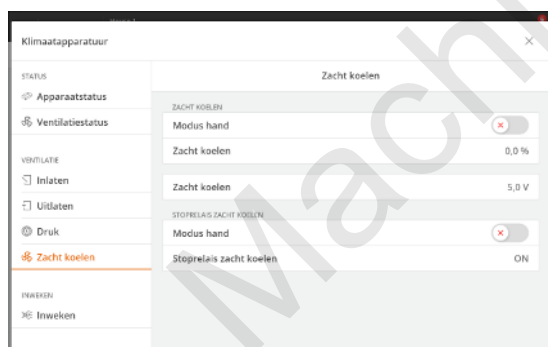 Klimaatapparatuur
STATUS
Apparaatstatus
Ventilatiestatus
VENTILATIE
Inlaten
Uitlaten
Druk
Zacht koelen
INWEKEN
Inweken
Zacht koelen
ZACHT KOELEN
Modus hand
Zacht koelen 0,0 %
Zacht koelen 5,0 V
STOPRELAIS ZACHT KOELEN
Modus hand
Stoprelais zacht koelen ON
Machi